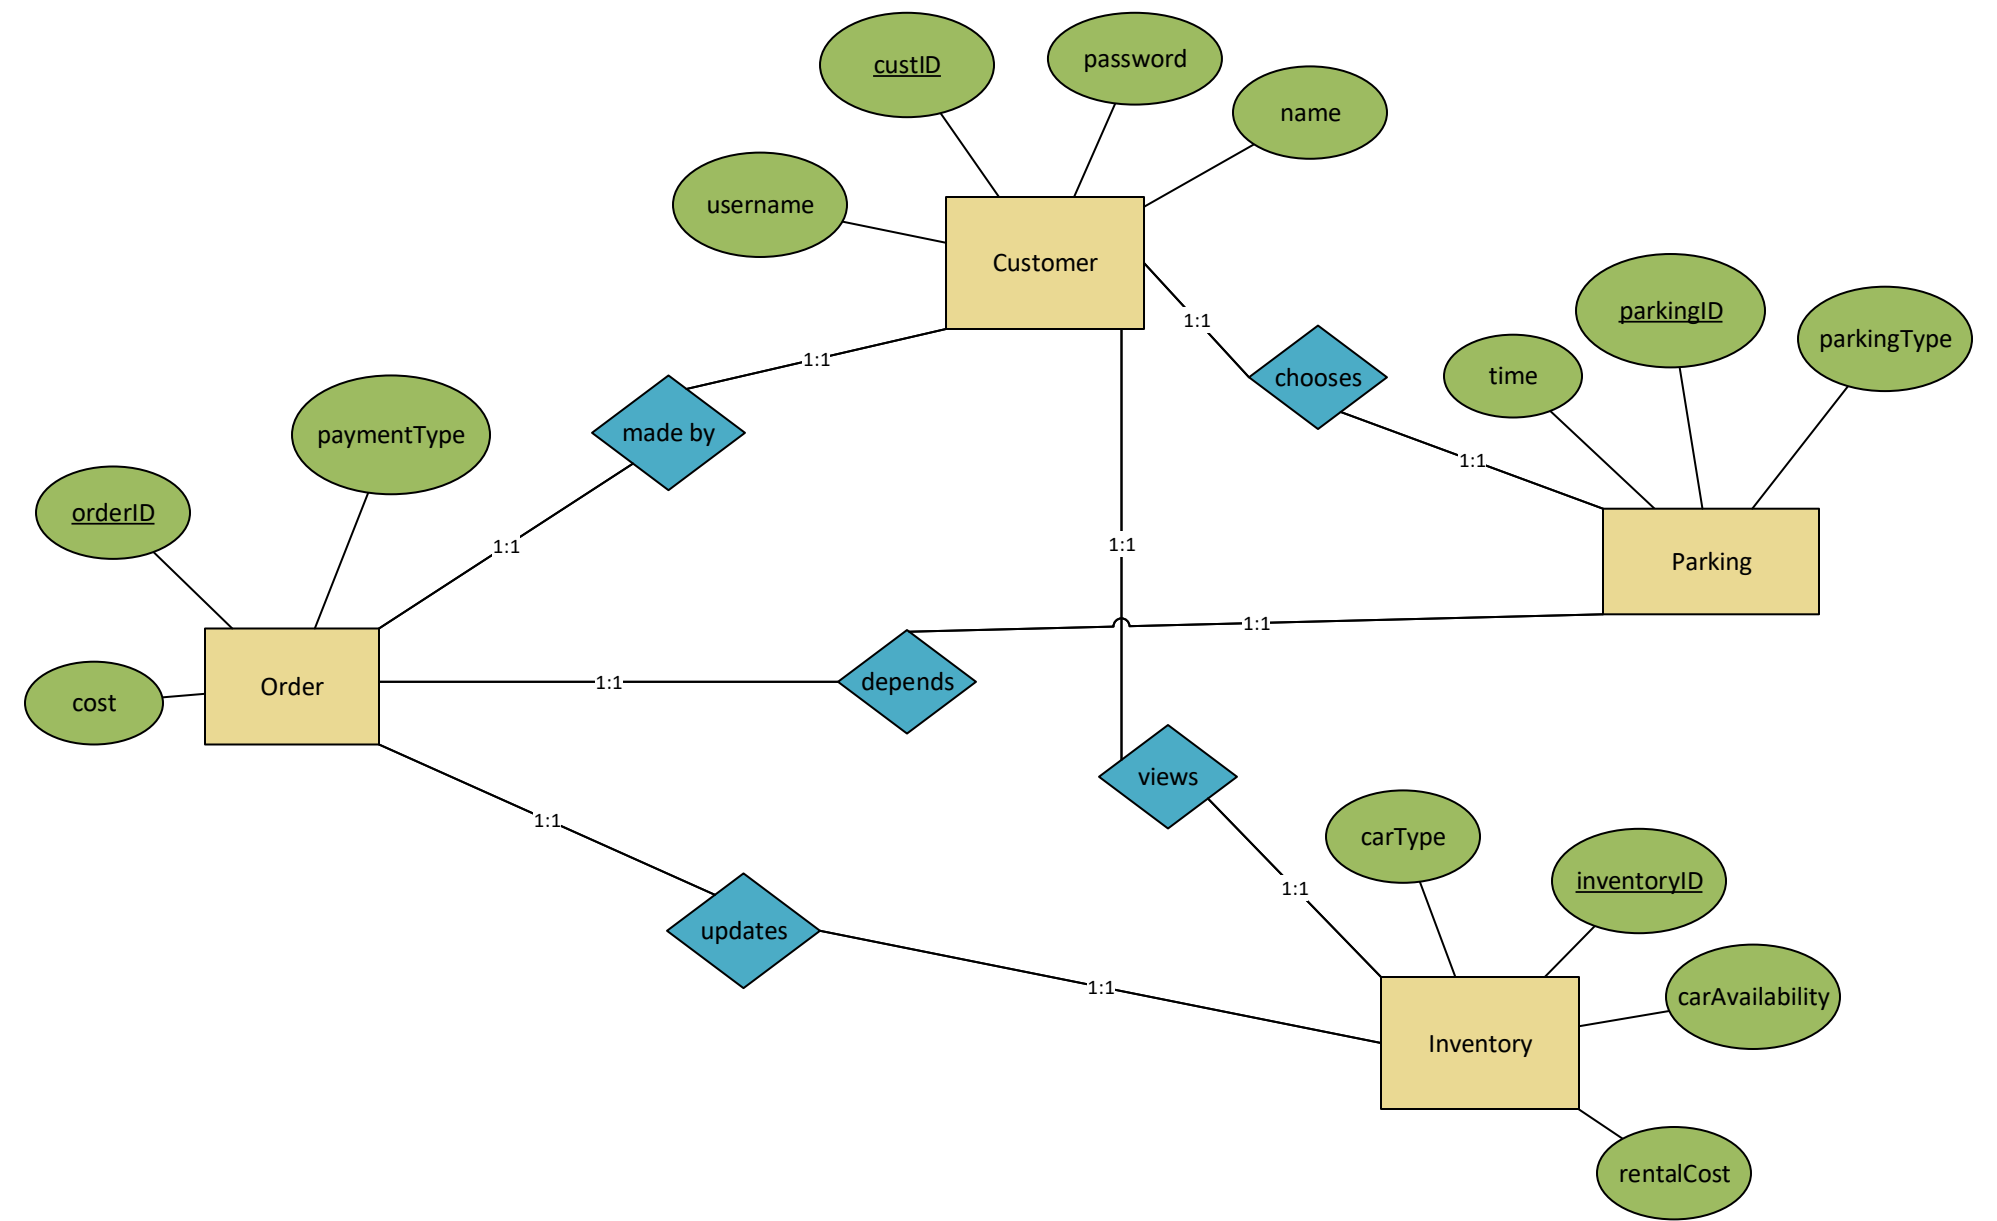 custID
password
name
username
Customer
parkingID
parkingType
time
1:1
chooses
1:1
made by
paymentType
1:1
orderID
1:1
1:1
Parking
1:1
Order
cost
1:1
depends
views
1:1
carType
1:1
inventoryID
updates
carAvailability
1:1
Inventory
rentalCost